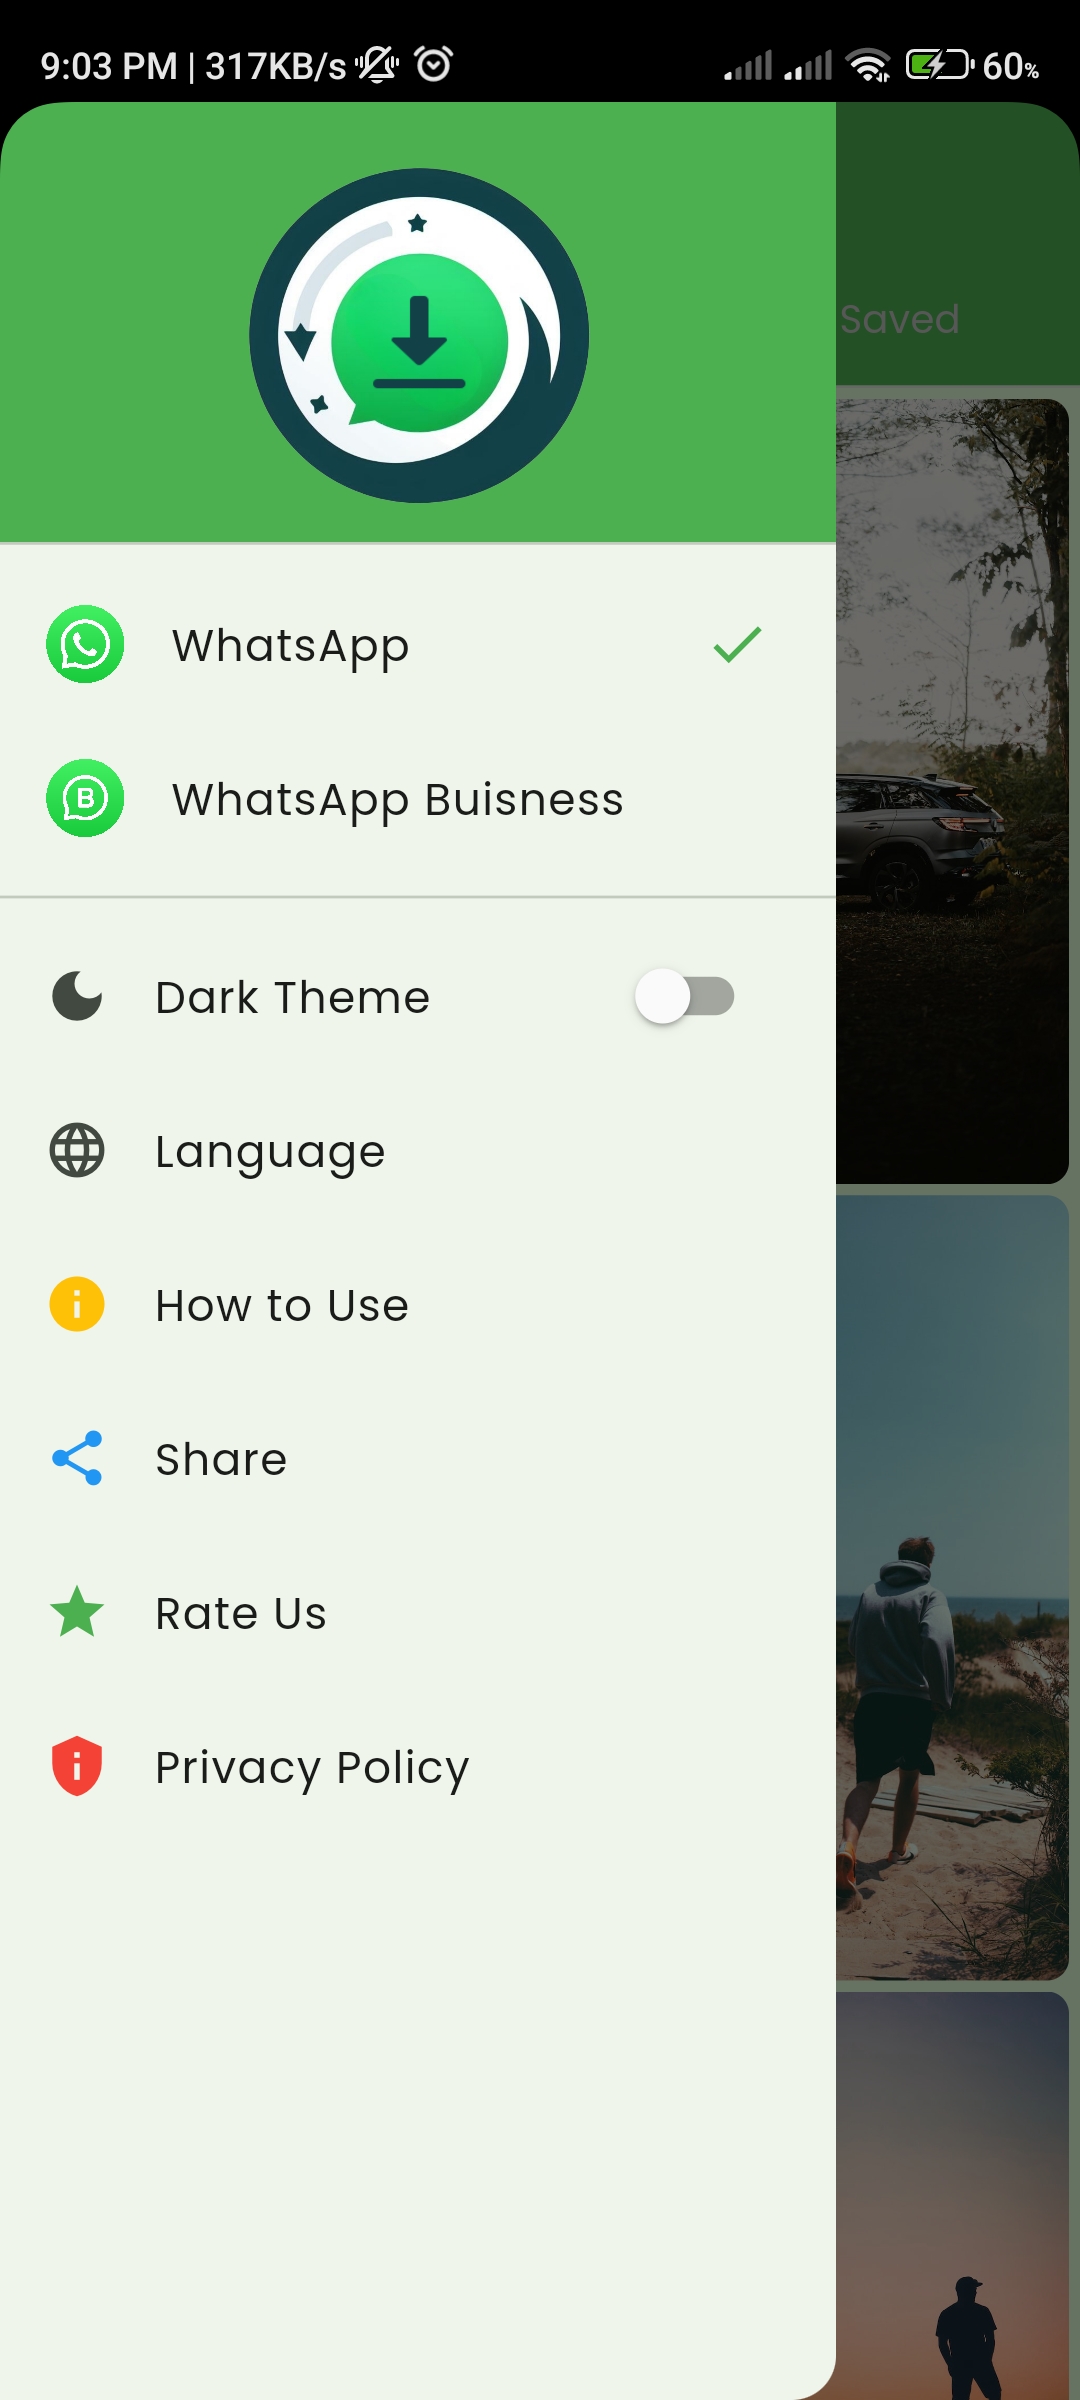 9:03 PM | 317KB/s 60%
Saved
WhatsApp
B WhatsApp Buisness
Dark Theme
Language
How to Use
Share
Rate Us
Privacy Policy